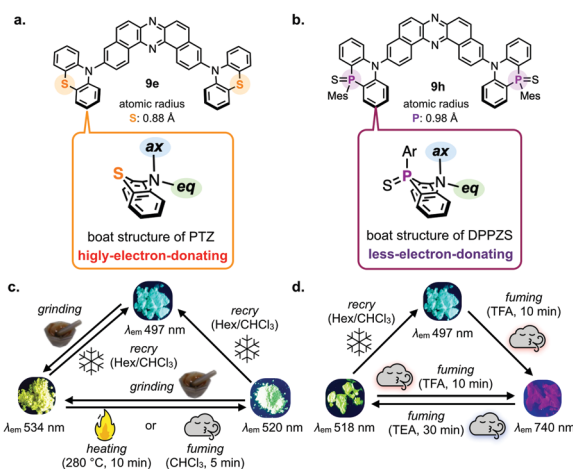 a.
N
N
N
N
S
S
9e
atomic radius
S: 0.88 Å
ax
S
N
eq
boat structure of PTZ
higly-electron-donating
b.
N
N
N
N
S=P
P=S
Mes
Mes
9h
atomic radius
P: 0.98 Å
Ar
ax
S=P
N
eq
boat structure of DPPZS
less-electron-donating
c.
grinding
recry
(Hex/CHCl3)
λem 497 nm
recry
(Hex/CHCl3)
grinding
λem 534 nm
λem 520 nm
heating
(280 °C, 10 min)
or
fuming
(CHCl3, 5 min)
d.
recry
(Hex/CHCl3)
λem 497 nm
fuming
(TFA, 10 min)
fuming
(TFA, 10 min)
λem 518 nm
λem 740 nm
fuming
(TEA, 30 min)